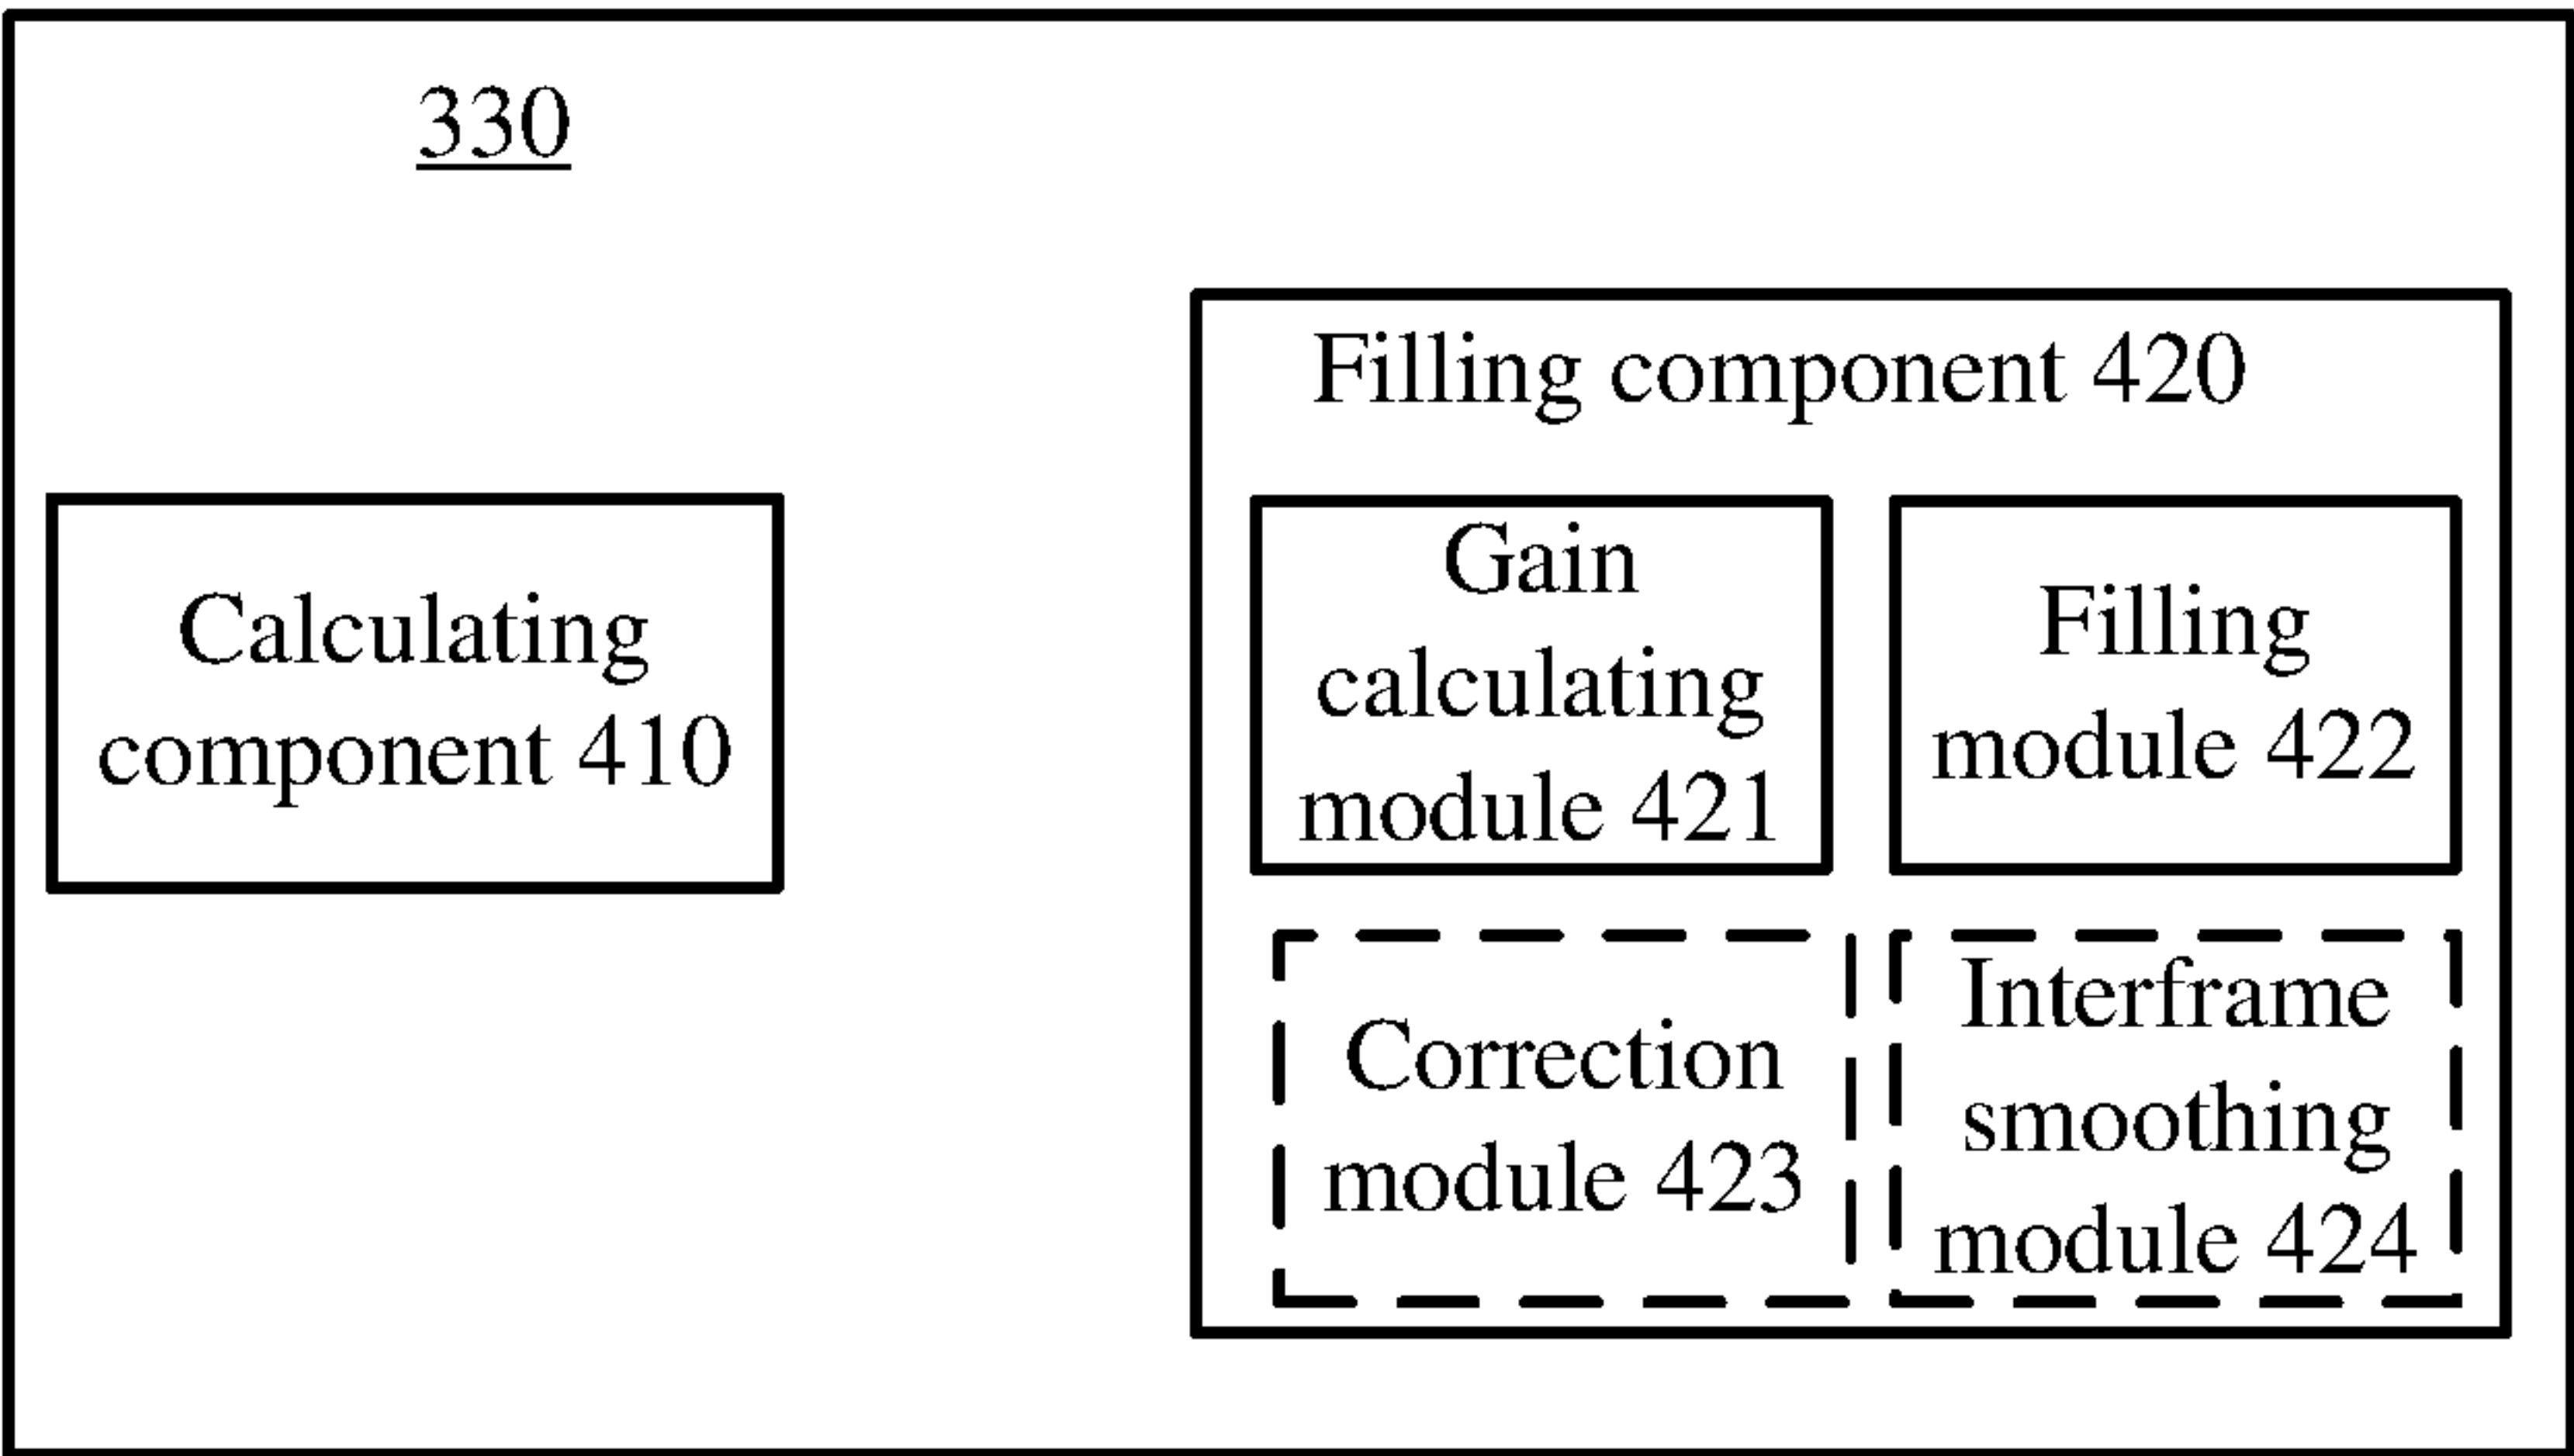 330
Filling component 420
Calculating
component 410
Gain
calculating
module 421
Filling
module 422
Correction
module 423
Interframe
smoothing
module 424